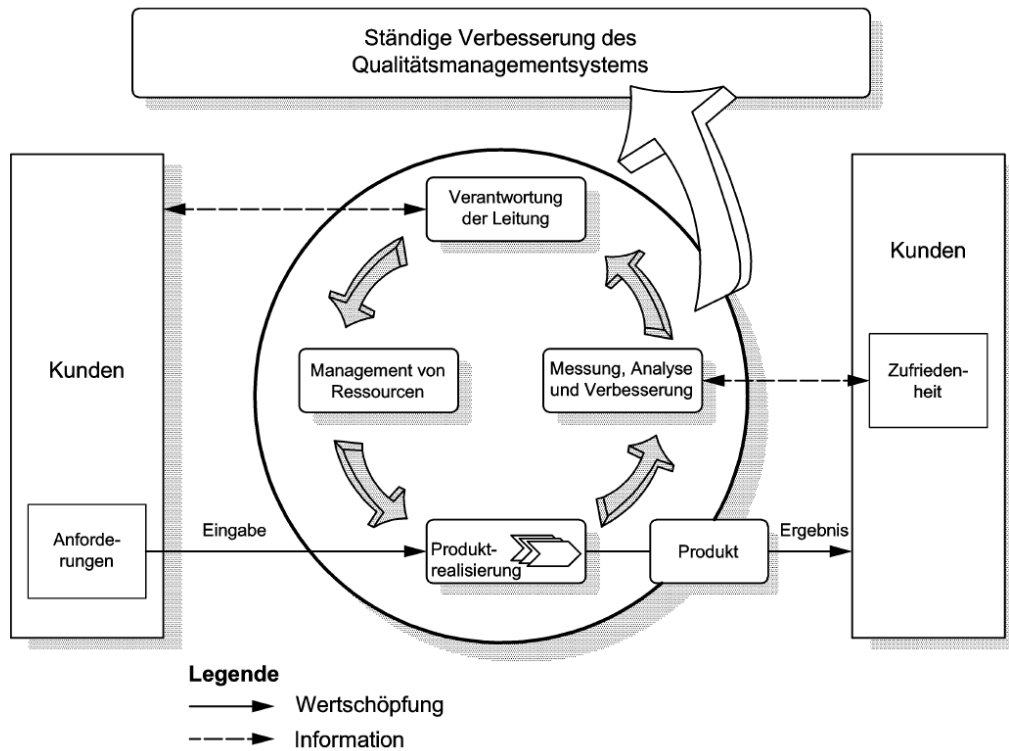 Ständige Verbesserung des
Qualitätsmanagementsystems
Verantwortung
der Leitung
Kunden
Kunden
Management von
Ressourcen
Messung, Analyse
und Verbesserung
Zufrieden-
heit
Anforde-
rungen
Eingabe
Produkt-
realisierung
Produkt
Ergebnis
Legende
Wertschöpfung
Information